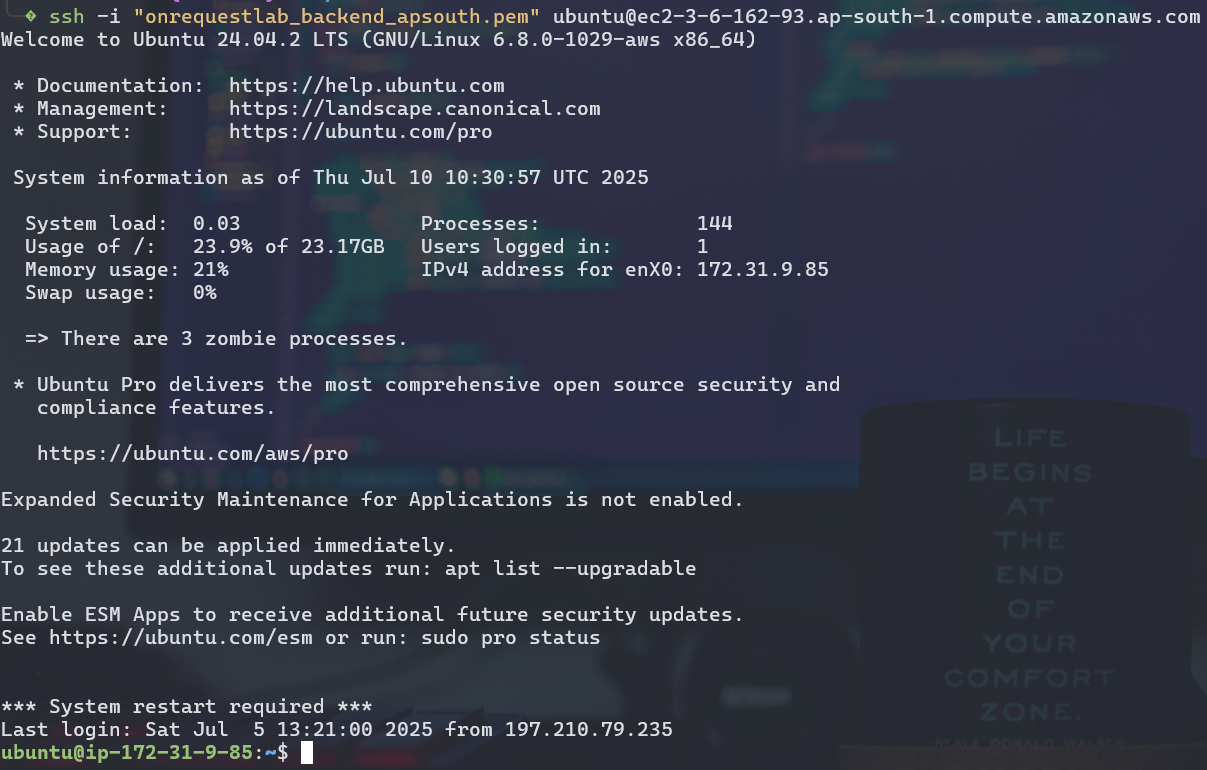 � ssh -i "onrequestlab_backend_apsouth.pem" ubuntu@ec2-3-6-162-93.ap-south-1.compute.amazonaws.com
Welcome to Ubuntu 24.04.2 LTS (GNU/Linux 6.8.0-1029-aws x86_64)
* Documentation:  https://help.ubuntu.com
* Management:     https://landscape.canonical.com
* Support:        https://ubuntu.com/pro
System information as of Thu Jul 10 10:30:57 UTC 2025
System load:  0.03               Processes:             144
Usage of /:   23.9% of 23.17GB   Users logged in:       1
Memory usage: 21%                IPv4 address for enX0: 172.31.9.85
Swap usage:   0%
=> There are 3 zombie processes.
* Ubuntu Pro delivers the most comprehensive open source security and
compliance features.
https://ubuntu.com/aws/pro
Expanded Security Maintenance for Applications is not enabled.
21 updates can be applied immediately.
To see these additional updates run: apt list --upgradable
Enable ESM Apps to receive additional future security updates.
See https://ubuntu.com/esm or run: sudo pro status
*** System restart required ***
Last login: Sat Jul  5 13:21:00 2025 from 197.210.79.235
ubuntu@ip-172-31-9-85:~$
LIFE
BEGINS
AT
THE
END
OF
YOUR
COMFORT
ZONE.
-NEALE DONALD WALSCH